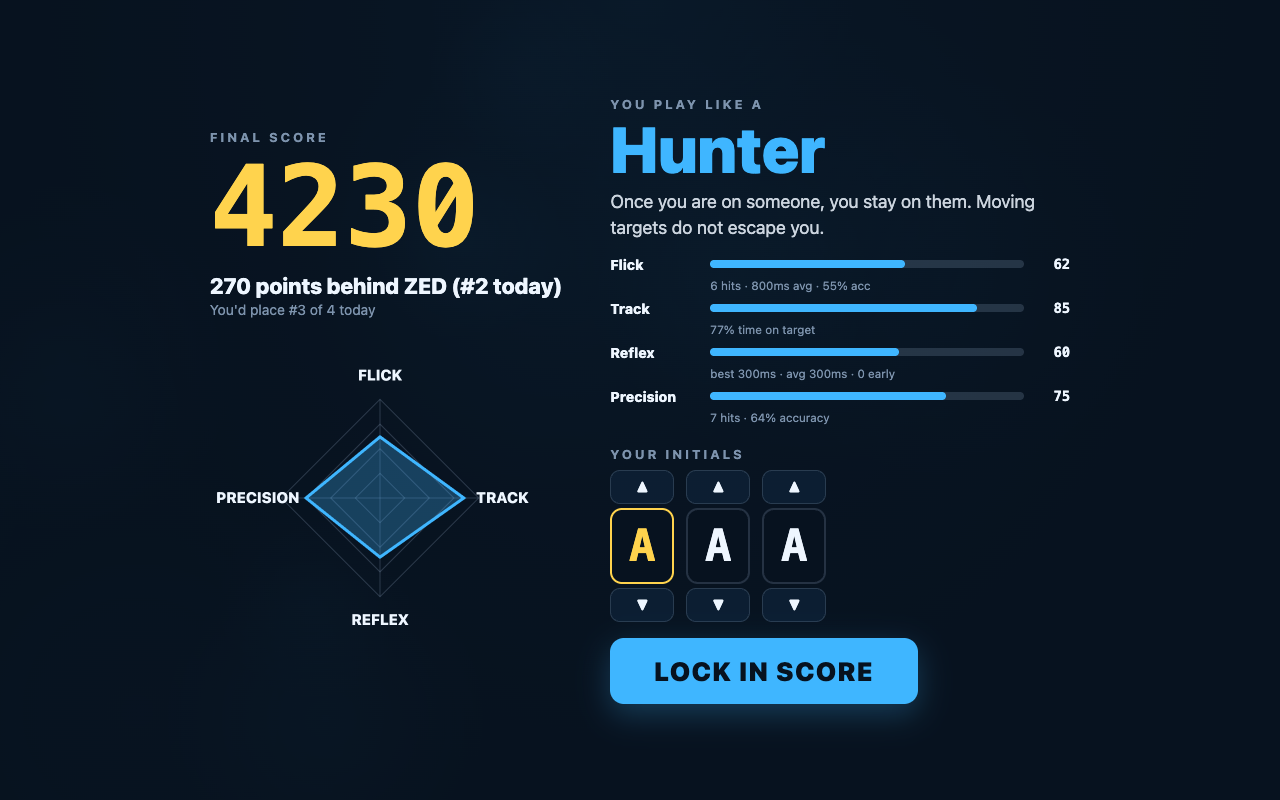 FINAL SCORE
4230
270 points behind ZED (#2 today)
You'd place #3 of 4 today
FLICK
PRECISION
TRACK
REFLEX
YOU PLAY LIKE A
Hunter
Once you are on someone, you stay on them. Moving
targets do not escape you.
Flick 62
6 hits · 800ms avg · 55% acc
Track 85
77% time on target
Reflex 60
best 300ms · avg 300ms · 0 early
Precision 75
7 hits · 64% accuracy
YOUR INITIALS
▲ ▲ ▲
A A A
▼ ▼ ▼
LOCK IN SCORE